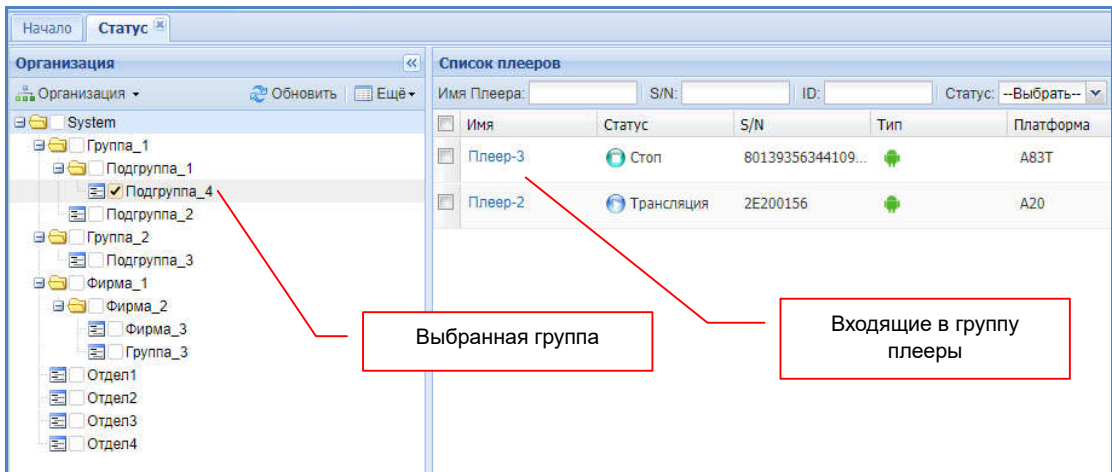 Начало Статус
Организация
Организация Обновить Ещё
System
Группа_1
Подгруппа_1
Подгруппа_4
Подгруппа_2
Группа_2
Подгруппа_3
Фирма_1
Фирма_2
Фирма_3
Группа_3
Отдел1
Отдел2
Отдел3
Отдел4
Выбранная группа
Список плееров
Имя Плеера: S/N: ID: Статус: --Выбрать--
Имя Статус S/N Тип Платформа
Плеер-3 Стоп 80139356344109... A83T
Плеер-2 Трансляция 2E200156 A20
Входящие в группу
плееры